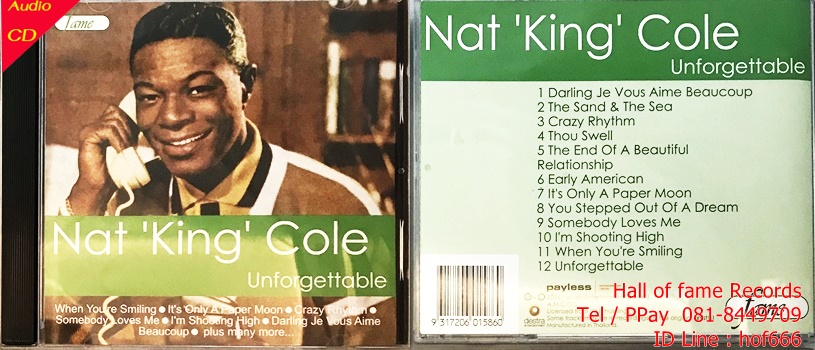 Audio
CD
fame
Nat 'King' Cole
Unforgettable
When You're Smiling ● It's Only A Paper Moon ● Crazy Rhythm ●
Somebody Loves Me ● I'm Shooting High ● Darling Je Vous Aime
Beaucoup ● plus many more...
Nat 'King' Cole
Unforgettable
1 Darling Je Vous Aime Beaucoup
2 The Sand & The Sea
3 Crazy Rhythm
4 Thou Swell
5 The End Of A Beautiful
Relationship
6 Early American
7 It's Only A Paper Moon
8 You Stepped Out Of A Dream
9 Somebody Loves Me
10 I'm Shooting High
11 When You're Smiling
12 Unforgettable
9 317206 015860
payless
destra
Licensed
Some tracks
Manufactured in Thailand
fame
Hall of fame Records
Tel / PPay 081-8449709
ID Line : hof666